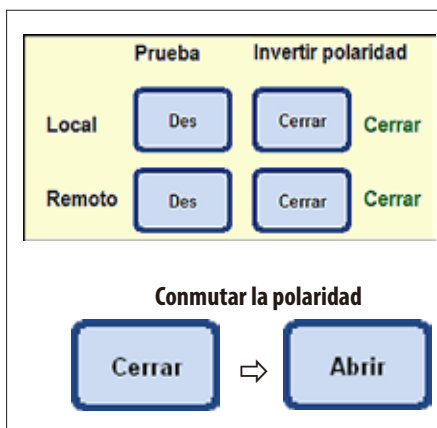 Prueba Invertir polaridad
Local Des Cerrar Cerrar
Remoto Des Cerrar Cerrar
Conmutar la polaridad
Cerrar ⇨ Abrir